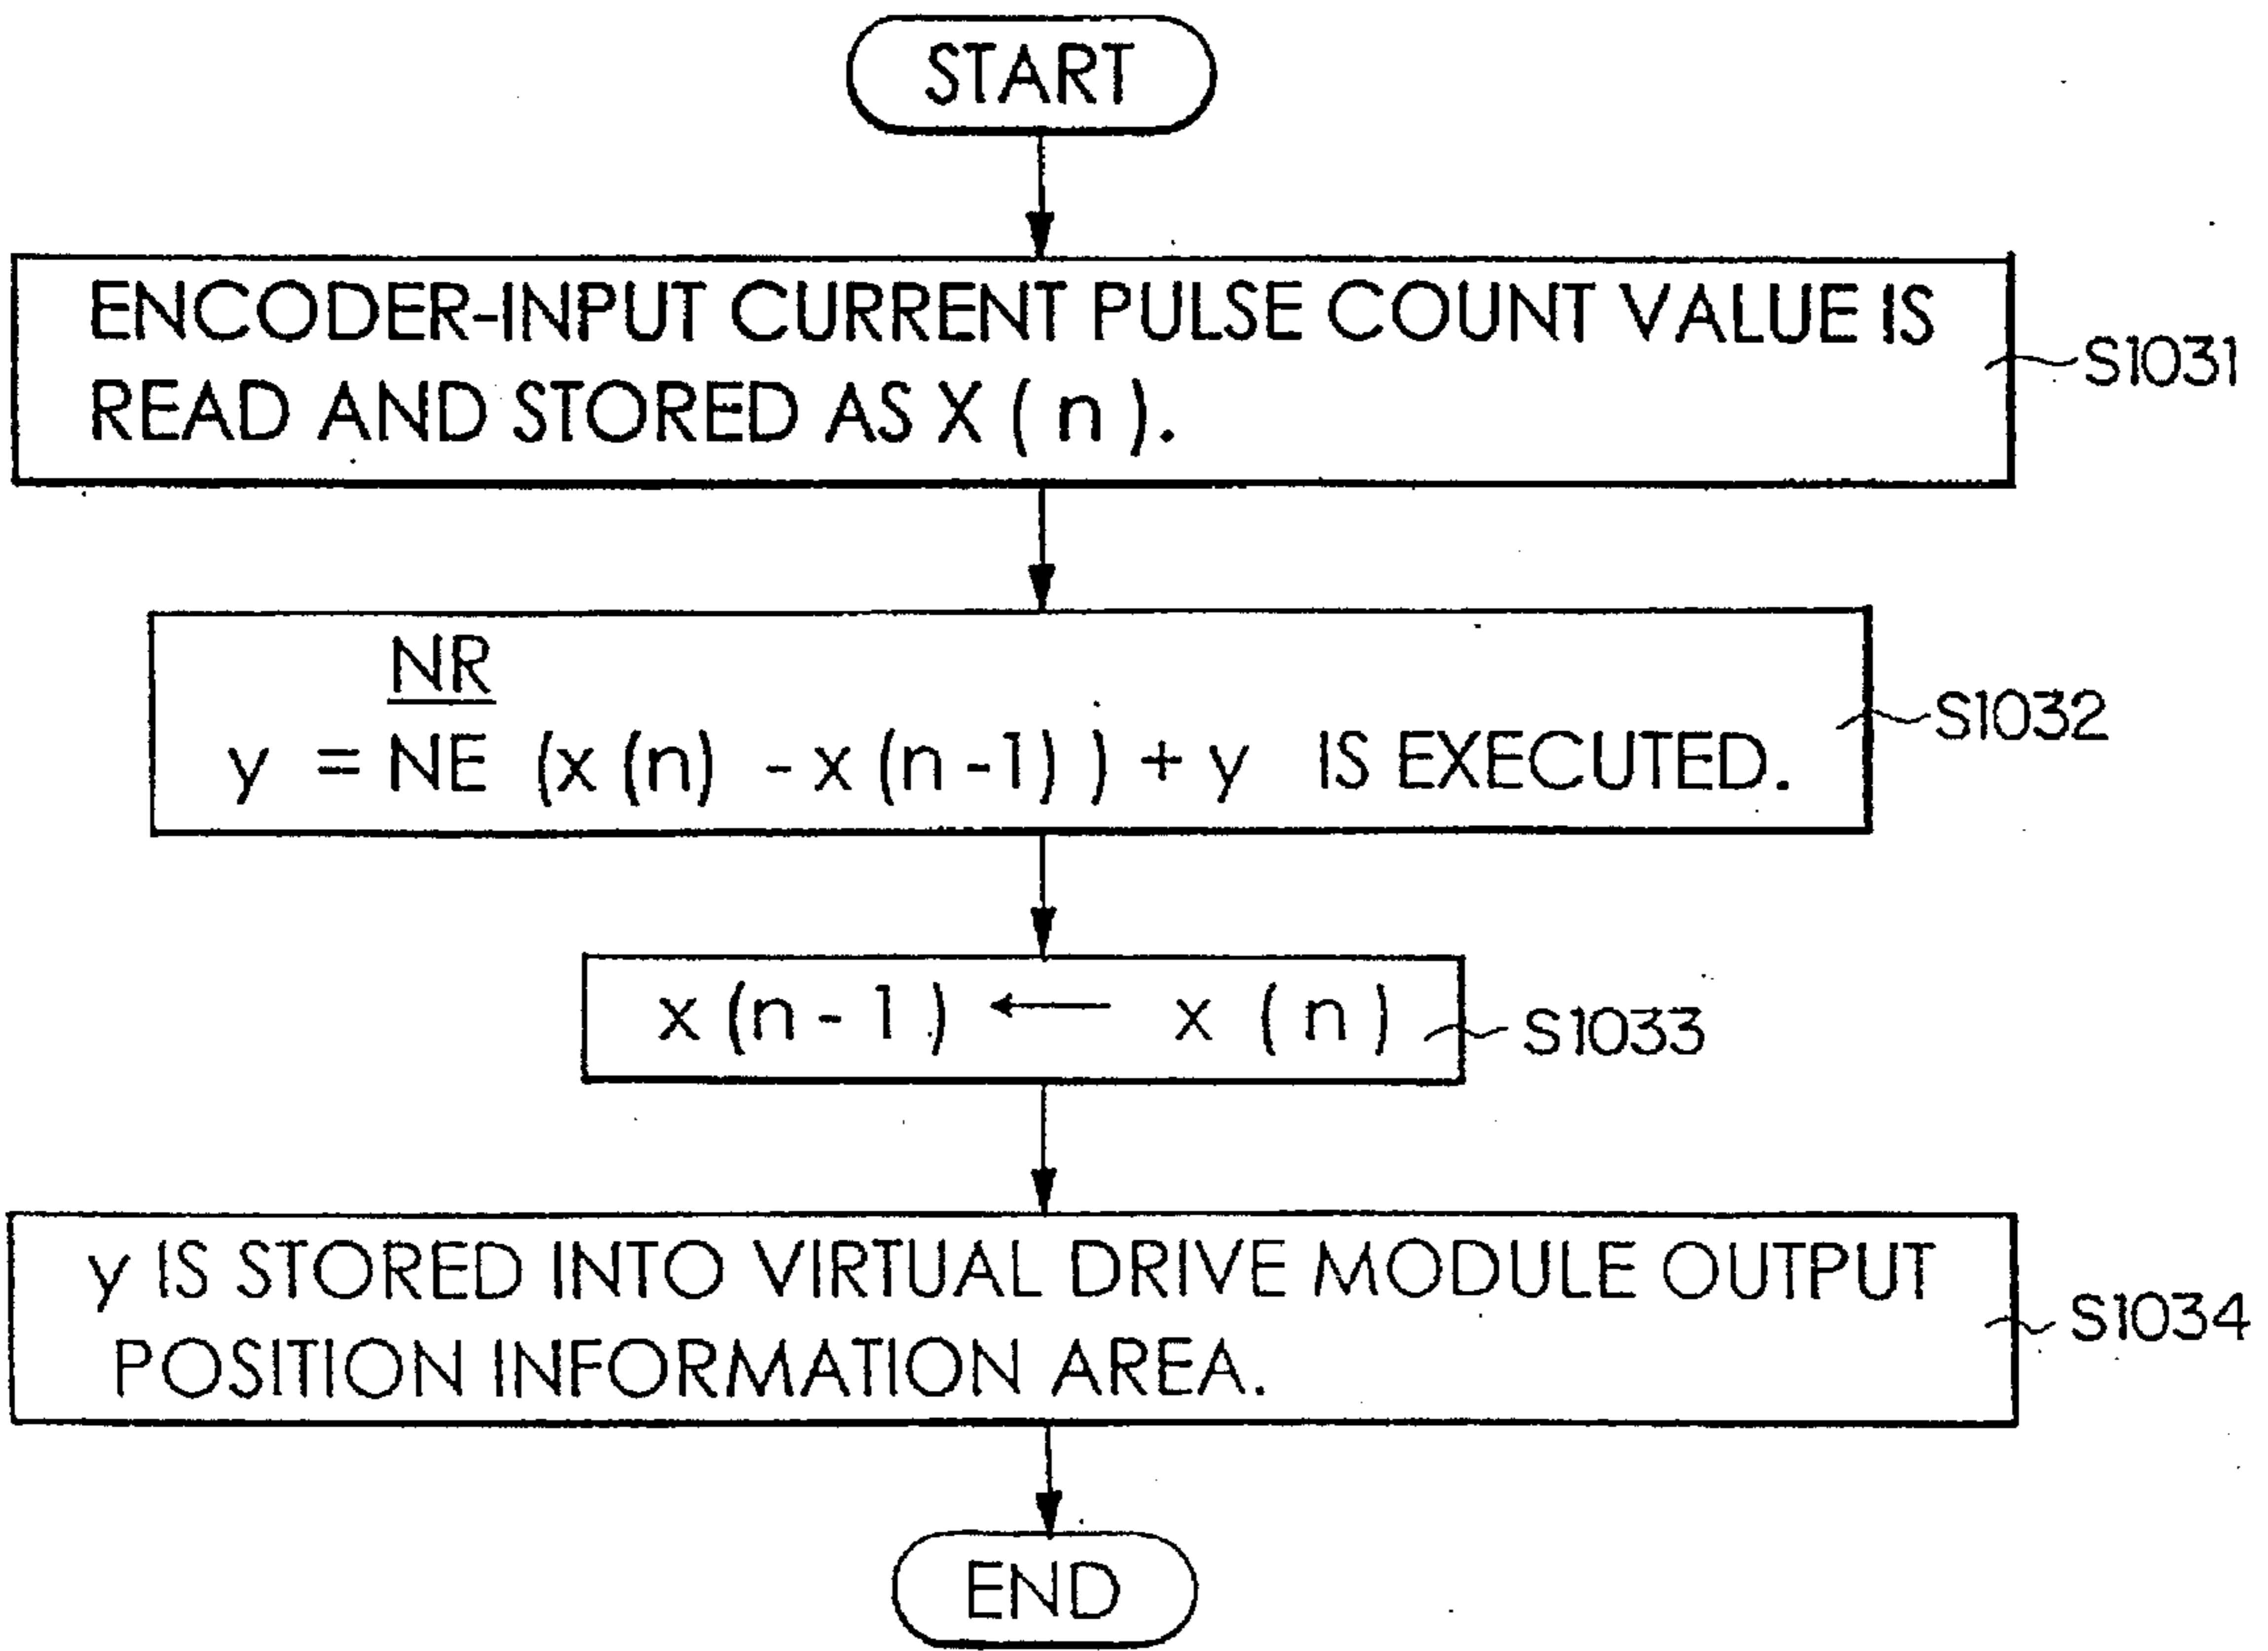 START
ENCODER-INPUT CURRENT PULSE COUNT VALUE IS
READ AND STORED AS X (n).
S1031
NR
y = NE (x (n) - x (n-1) ) + y IS EXECUTED.
S1032
x (n-1) ← x (n)
S1033
y IS STORED INTO VIRTUAL DRIVE MODULE OUTPUT
POSITION INFORMATION AREA.
S1034
END